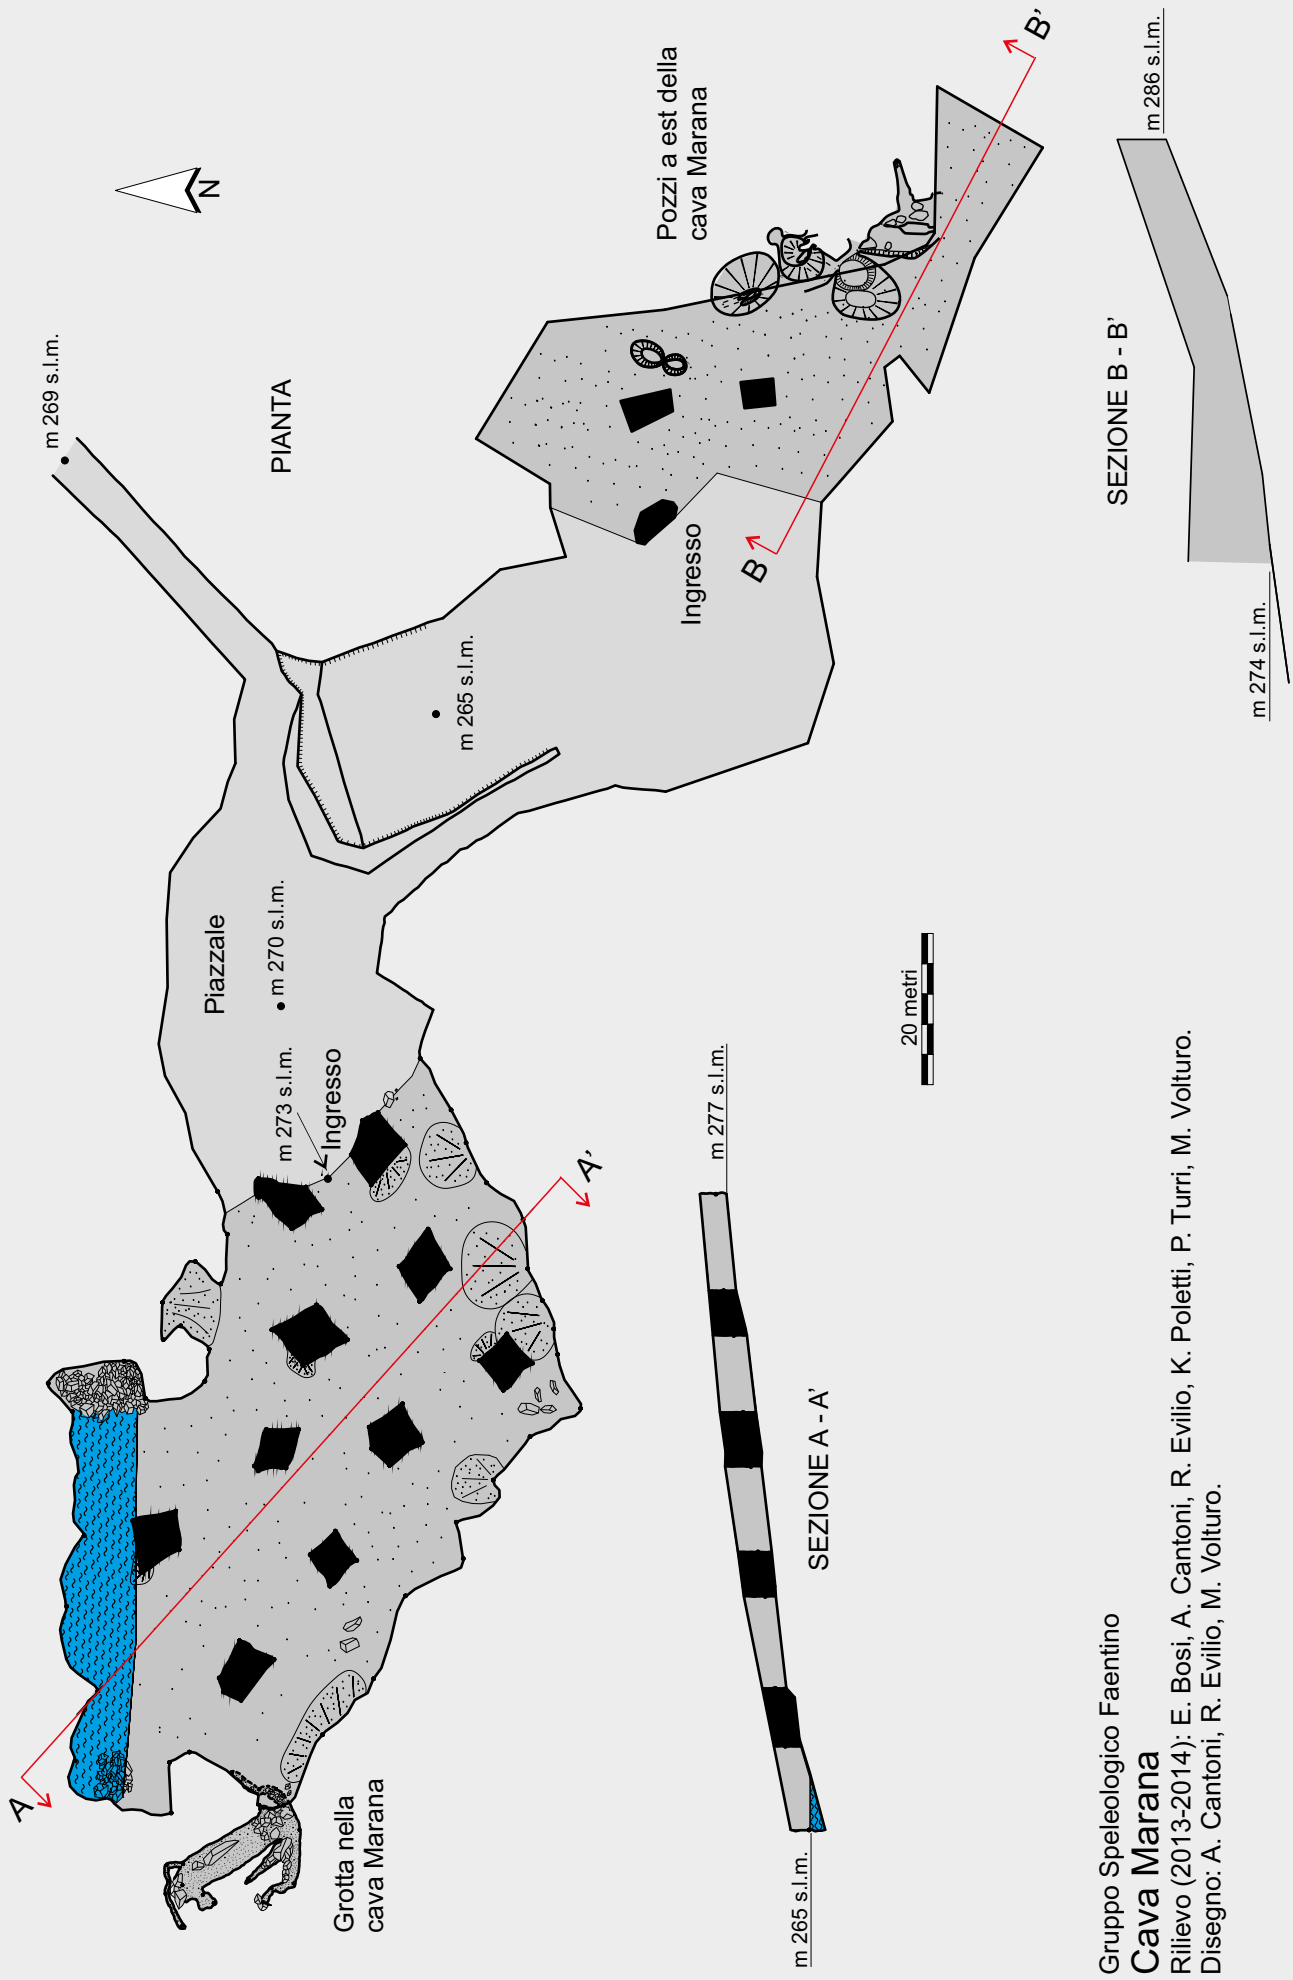 Grotta nella
cava Marana
A
A'
m 273 s.l.m.
Ingresso
Piazzale
m 270 s.l.m.
m 265 s.l.m.
m 269 s.l.m.
PIANTA
N
Ingresso
Pozzi a est della
cava Marana
B
B'
m 265 s.l.m.
m 277 s.l.m.
SEZIONE A - A'
20 metri
m 274 s.l.m.
m 286 s.l.m.
SEZIONE B - B'
Gruppo Speleologico Faentino
Cava Marana
Rilievo (2013-2014): E. Bosi, A. Cantoni, R. Evilio, K. Poletti, P. Turri, M. Volturo.
Disegno: A. Cantoni, R. Evilio, M. Volturo.